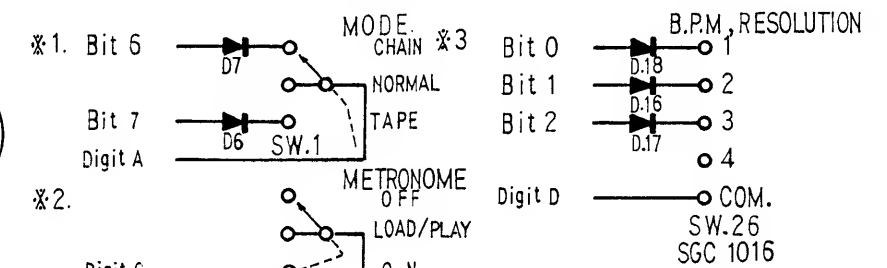 ※1. Bit 6 D7 MODE. CHAIN
NORMAL
Bit 7 D6 SW.1 TAPE
Digit A
※2. METRONOME
OFF
LOAD/PLAY
※3 B.P.M, RESOLUTION
Bit 0 D.18 1
Bit 1 D.16 2
Bit 2 D.17 3
4
Digit D COM.
SW.26
SGC 1016